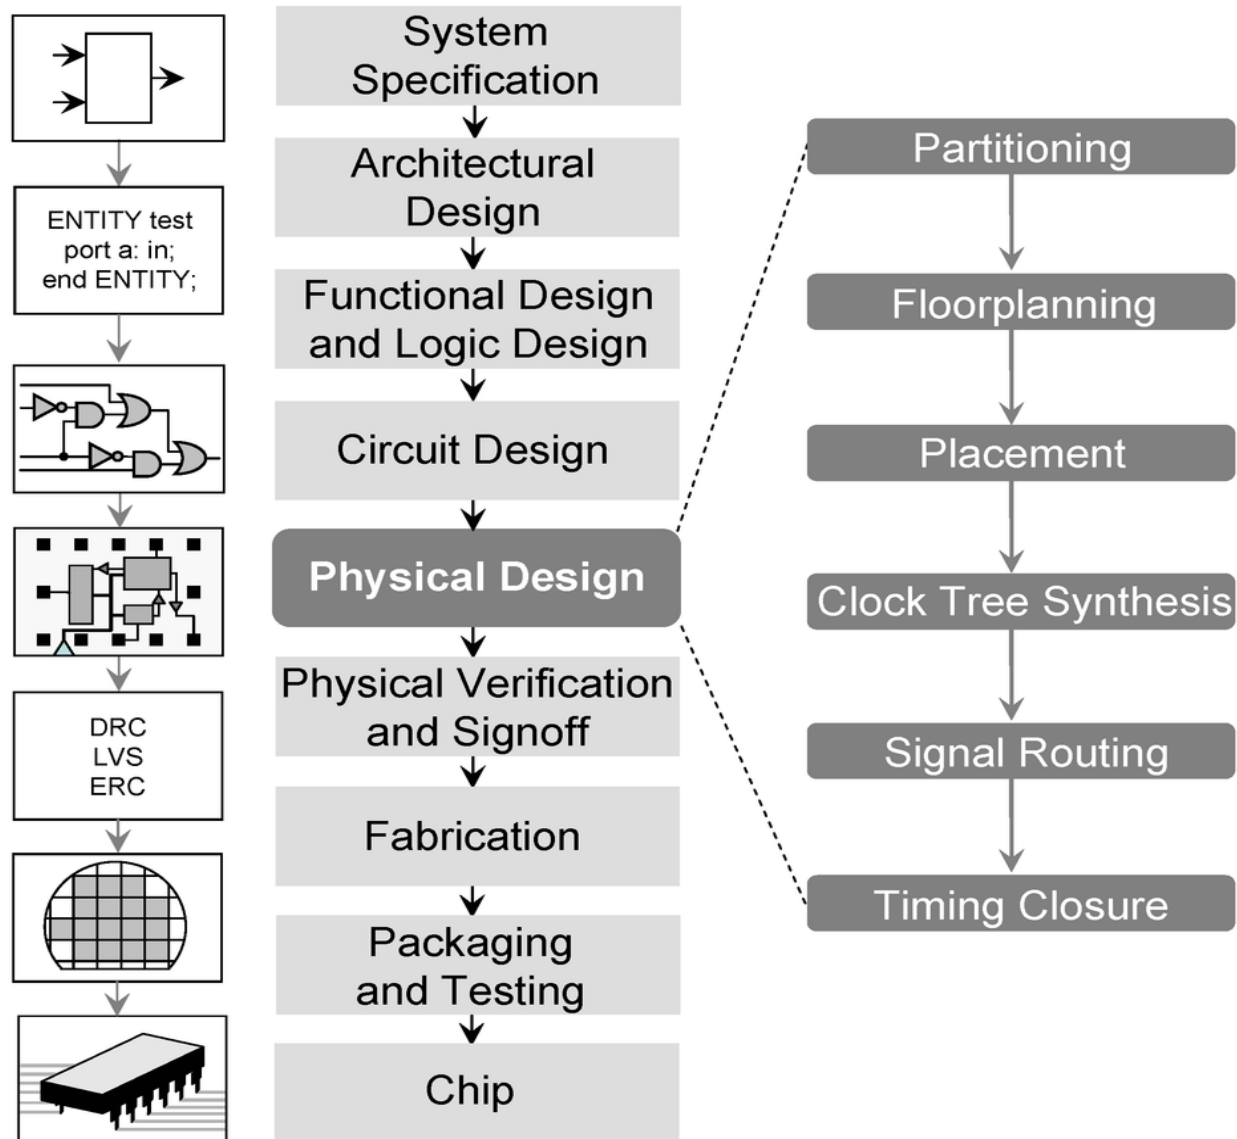 ENTITY test
port a: in;
end ENTITY;
DRC
LVS
ERC
System
Specification
Architectural
Design
Functional Design
and Logic Design
Circuit Design
Physical Design
Physical Verification
and Signoff
Fabrication
Packaging
and Testing
Chip
Partitioning
Floorplanning
Placement
Clock Tree Synthesis
Signal Routing
Timing Closure